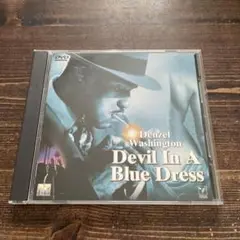 DVD
Denzel
Washington
Devil In A
Blue Dress